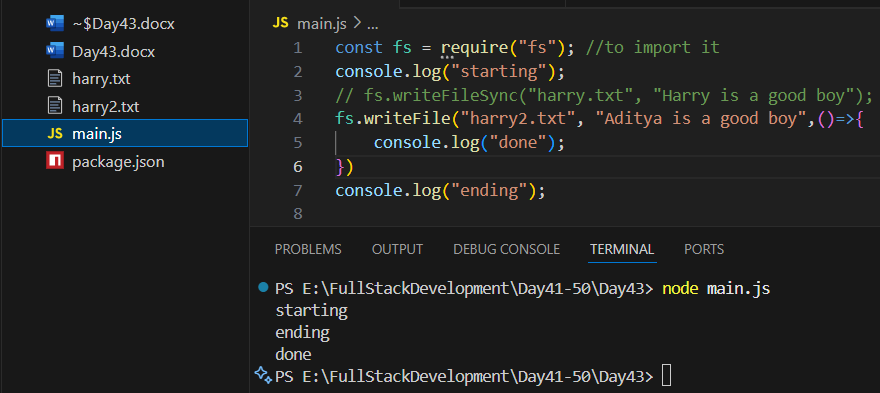 ~$Day43.docx
Day43.docx
harry.txt
harry2.txt
JS main.js
package.json
JS main.js > ...
1 const fs = require("fs"); //to import it
2 console.log("starting");
3 // fs.writeFileSync("harry.txt", "Harry is a good boy");
4 fs.writeFile("harry2.txt", "Aditya is a good boy",()=>{
5 console.log("done");
6 })
7 console.log("ending");
8
PROBLEMS OUTPUT DEBUG CONSOLE TERMINAL PORTS
PS E:\FullStackDevelopment\Day41-50\Day43> node main.js
starting
ending
done
PS E:\FullStackDevelopment\Day41-50\Day43>